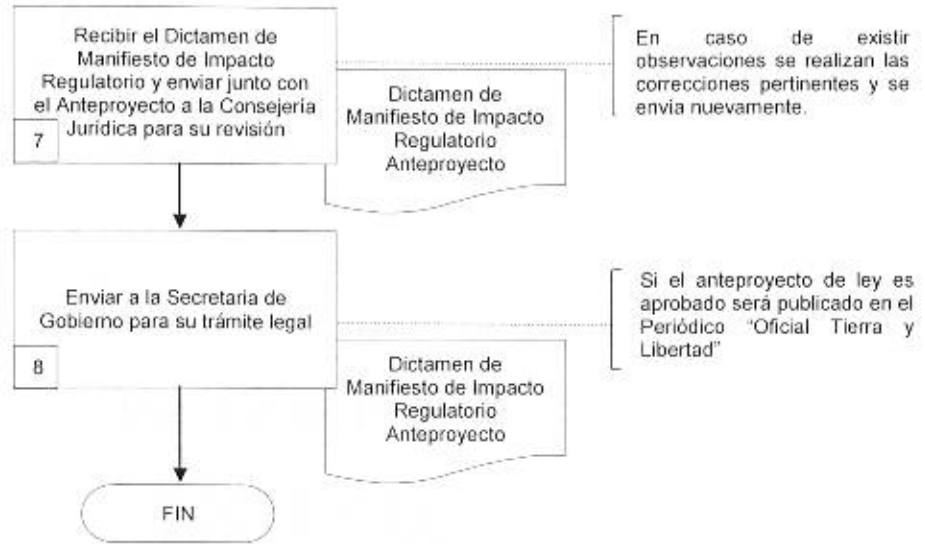 Recibir el Dictamen de
Manifiesto de Impacto
Regulatorio y enviar junto con
el Anteproyecto a la Consejería
Jurídica para su revisión
7
Dictamen de
Manifiesto de Impacto
Regulatorio
Anteproyecto
En caso de existir
observaciones se realizan las
correcciones pertinentes y se
envía nuevamente.
Enviar a la Secretaria de
Gobierno para su trámite legal
8
Dictamen de
Manifiesto de Impacto
Regulatorio
Anteproyecto
Si el anteproyecto de ley es
aprobado será publicado en el
Periódico “Oficial Tierra y
Libertad”
FIN